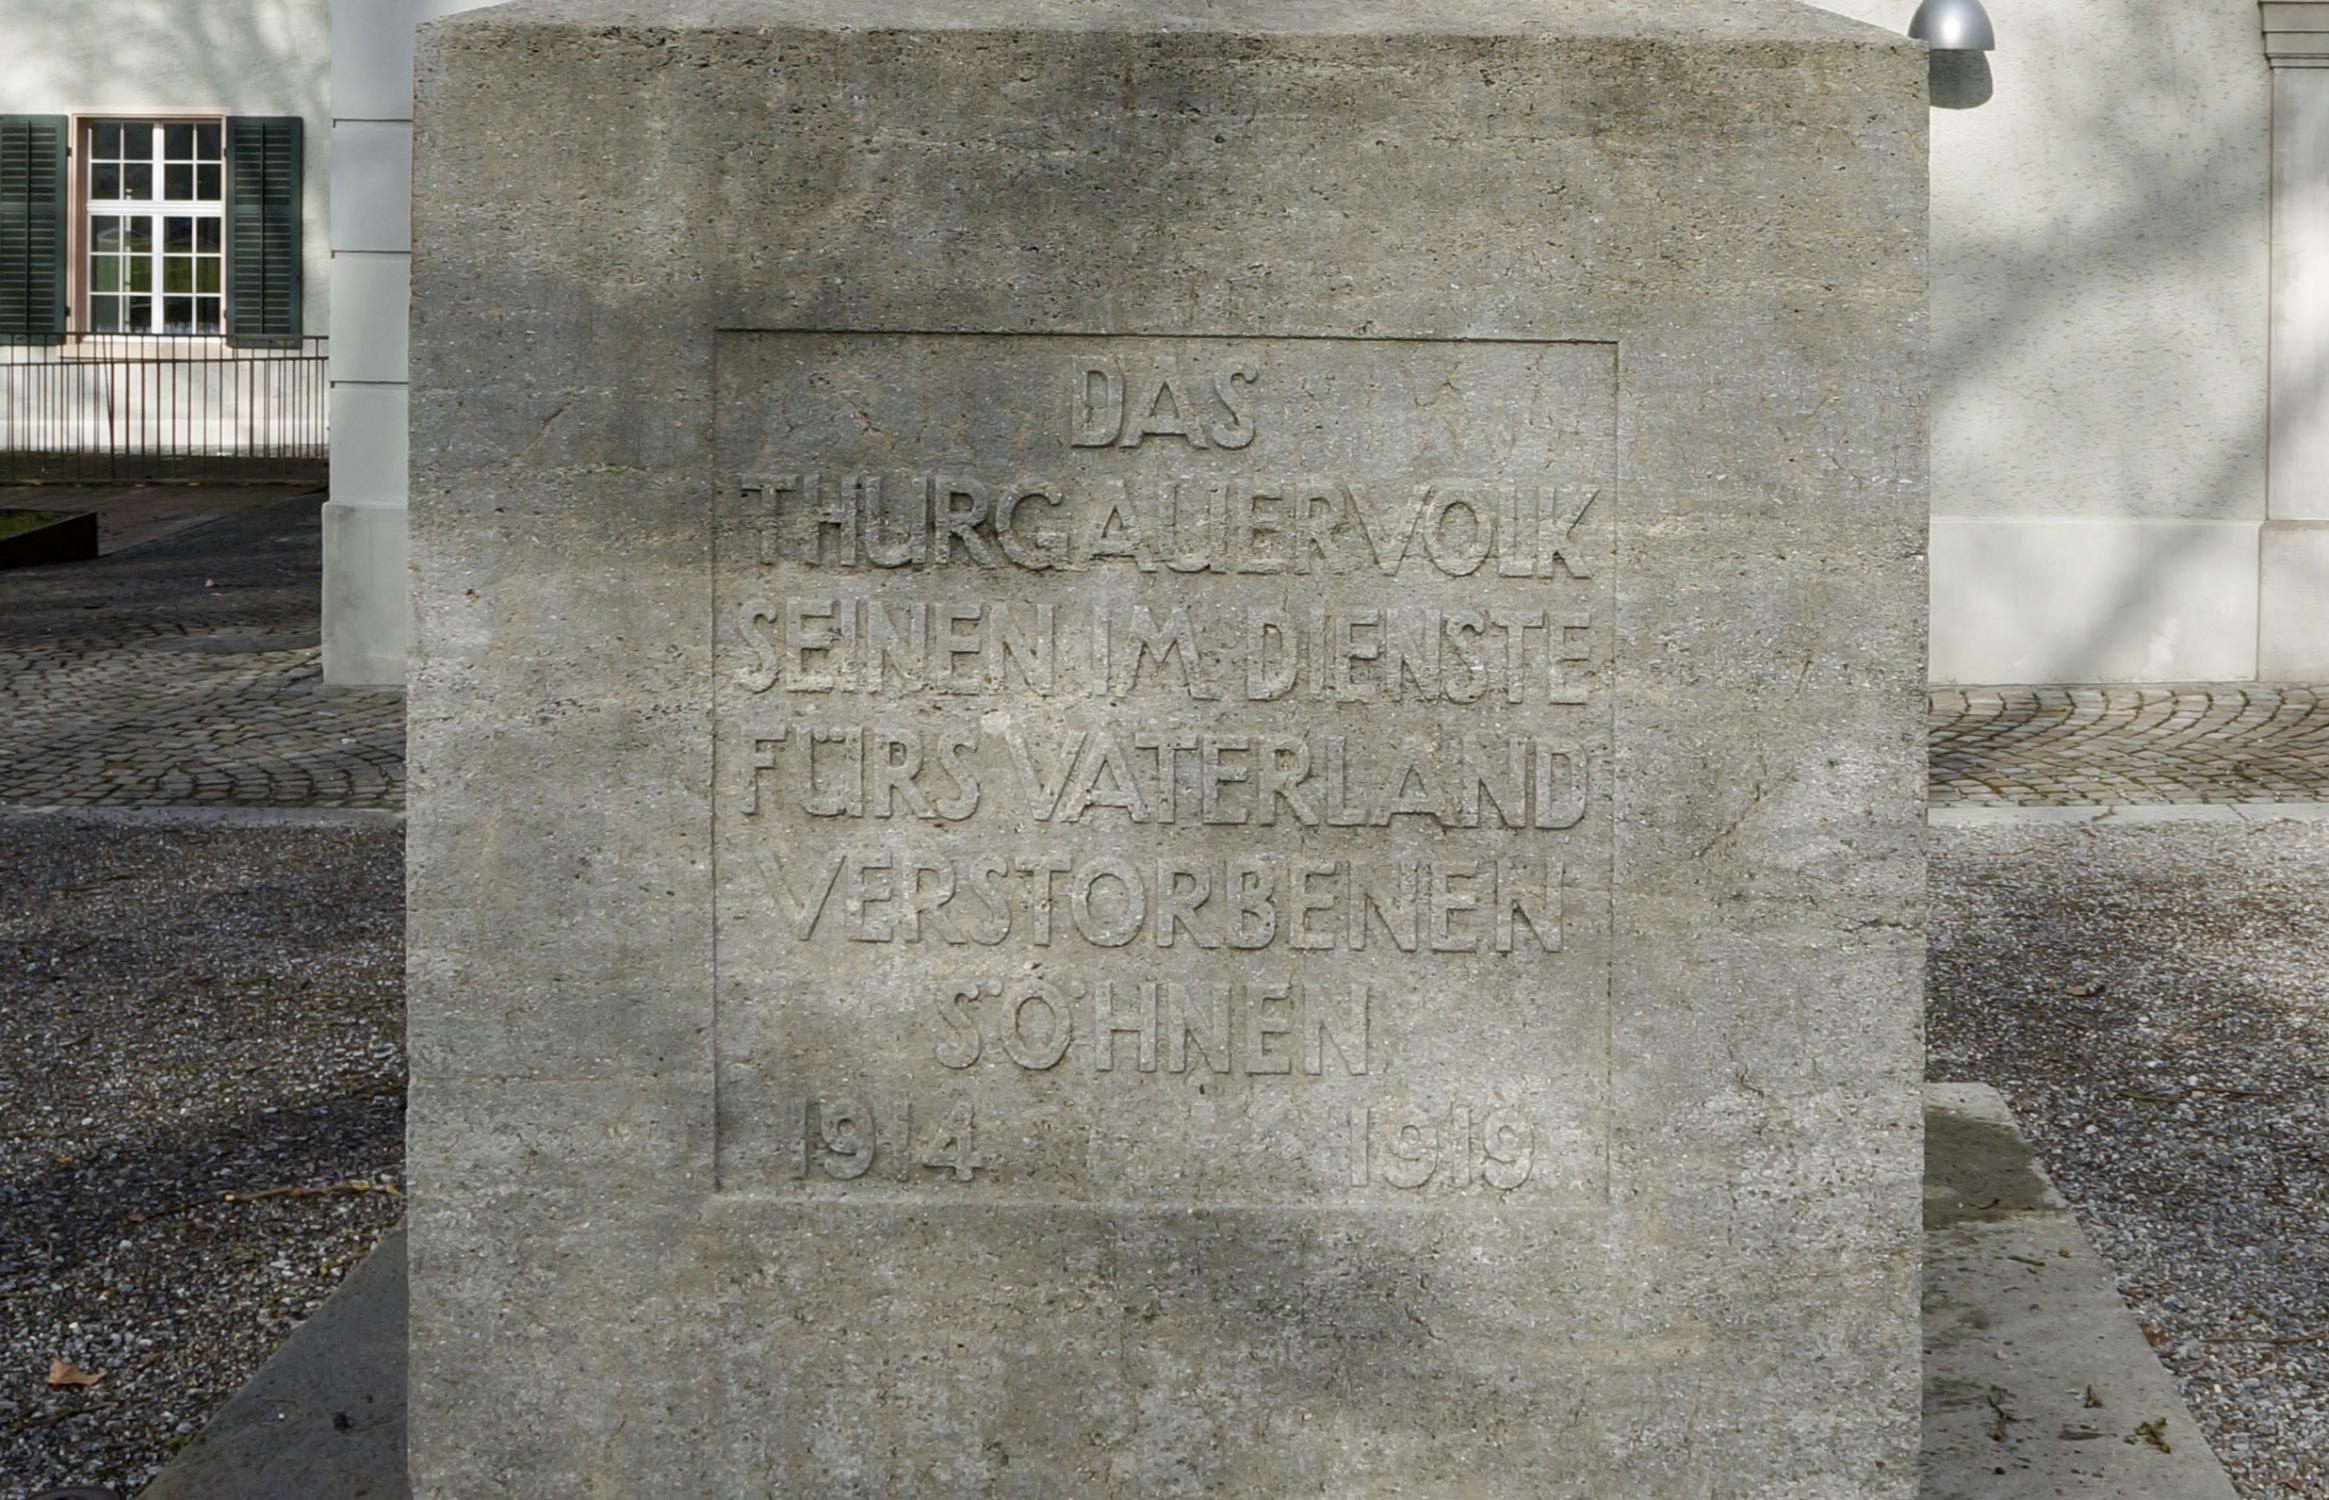 DAS
THURGAUERVOLK
SEINEN IM DIENSTE
FÜRS VATERLAND
VERSTORBENEN
SÖHNEN
1914 1919